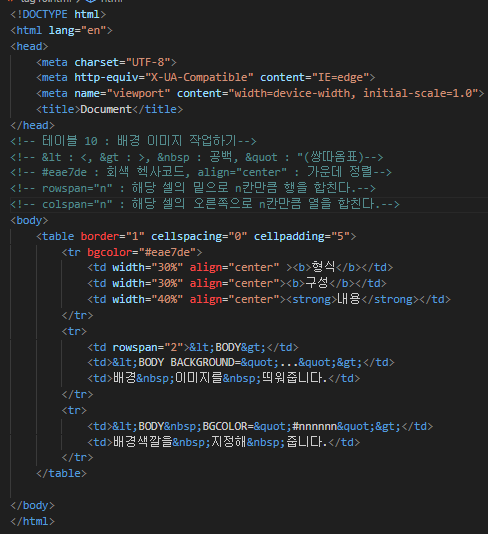 <!DOCTYPE html>
<html lang="en">
<head>
    <meta charset="UTF-8">
    <meta http-equiv="X-UA-Compatible" content="IE=edge">
    <meta name="viewport" content="width=device-width, initial-scale=1.0">
    <title>Document</title>
</head>
<!-- 테이블 10 : 배경 이미지 작업하기-->
<!-- &lt : <, &gt : >, &nbsp : 공백, &quot : "(쌍따옴표)-->
<!-- #eae7de : 회색 헥사코드, align="center" : 가운데 정렬-->
<!-- rowspan="n" : 해당 셀의 밑으로 n칸만큼 행을 합친다.-->
<!-- colspan="n" : 해당 셀의 오른쪽으로 n칸만큼 열을 합친다.-->
<body>
    <table border="1" cellspacing="0" cellpadding="5">
        <tr bgcolor="#eae7de">
            <td width="30%" align="center" ><b>형식</b></td>
            <td width="30%" align="center"><b>구성</b></td>
            <td width="40%" align="center"><strong>내용</strong></td>
        </tr>
        <tr>
            <td rowspan="2">&lt;BODY&gt;</td>
            <td>&lt;BODY BACKGROUND=&quot;...&quot;&gt;</td>
            <td>배경&nbsp;이미지를&nbsp;띄워줍니다.</td>
        </tr>
        <tr>
            <td>&lt;BODY&nbsp;BGCOLOR=&quot;#nnnnnn&quot;&gt;</td>
            <td>배경색깔을&nbsp;지정해&nbsp;줍니다.</td>
        </tr>
    </table>
</body>
</html>